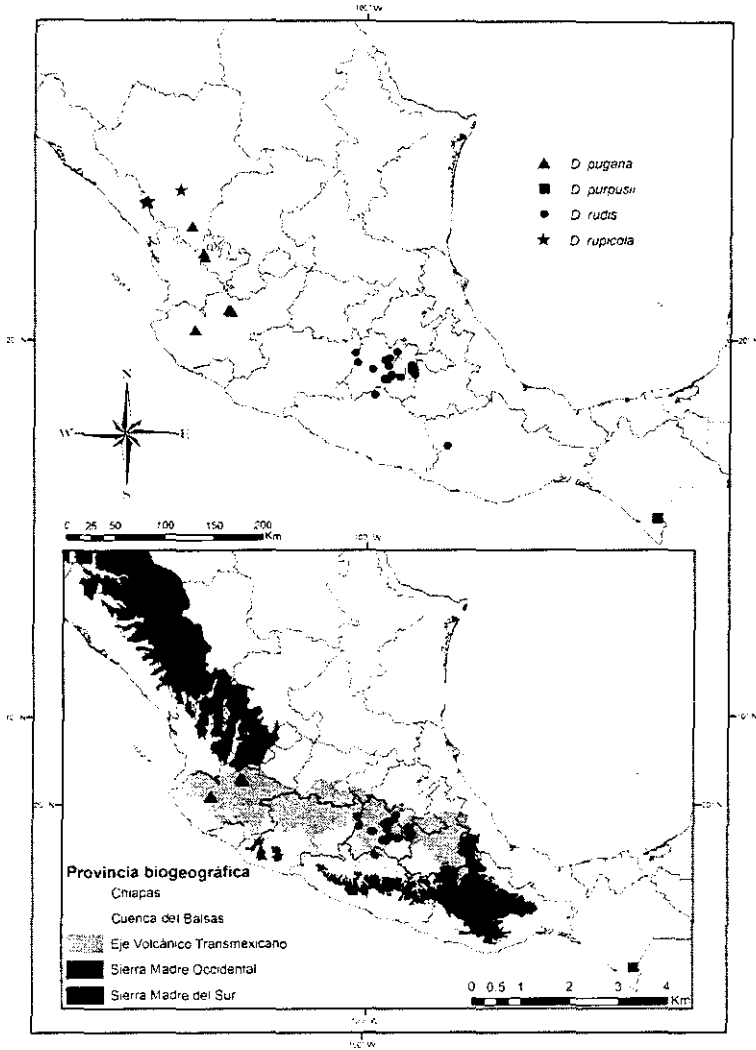 D pugana
D purpusii
D rudis
D rupicola
N
W
E
S
0 25 50 100 150 200
Km
Provincia biogeográfica
Chiapas
Cuenca del Balsas
Eje Volcánico Transmexicano
Sierra Madre Occidental
Sierra Madre del Sur
0 0.5 1 2 3 4
Km